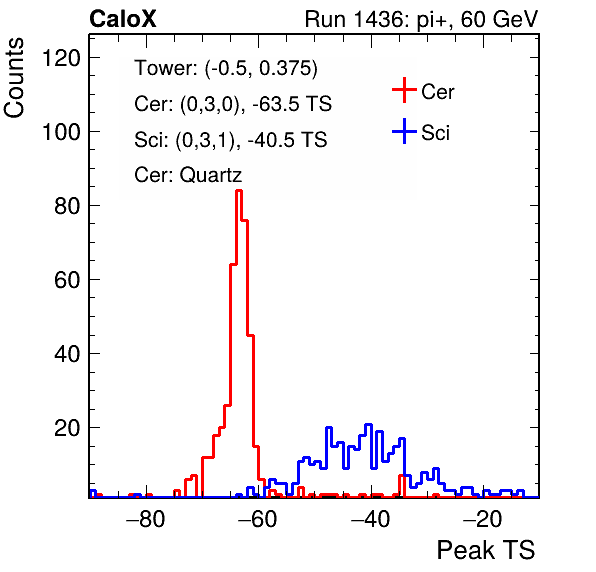 CaloX Run 1436: pi+, 60 GeV
Counts
Tower: (-0.5, 0.375)
Cer: (0,3,0), -63.5 TS
Sci: (0,3,1), -40.5 TS
Cer: Quartz
Cer
Sci
120
100
80
60
40
20
−80 −60 −40 −20
Peak TS